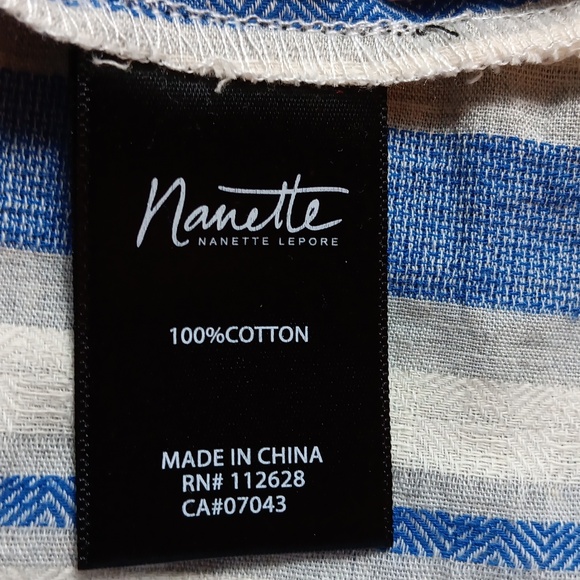 Nanette
NANETTE LEPORE
100%COTTON
MADE IN CHINA
RN# 112628
CA#07043